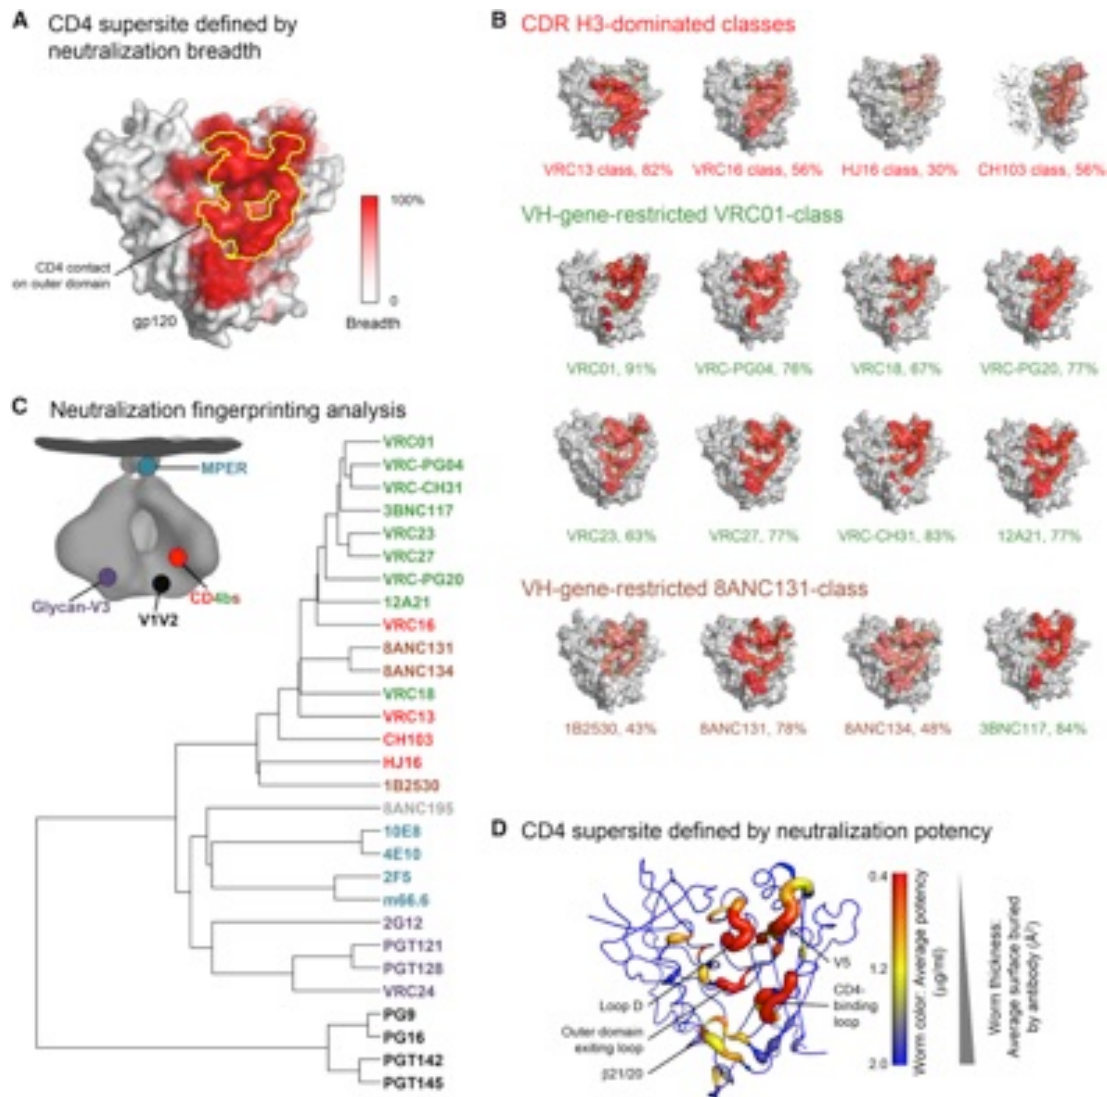 A CD4 supersite defined by
neutralization breadth
100%
0
Breadth
CD4 contact
on outer domain
gp120
B CDR H3-dominated classes
VRC13 class, 82%
VRC16 class, 56%
HJ16 class, 30%
CH103 class, 56%
VH-gene-restricted VRC01-class
VRC01, 91%
VRC-PG04, 76%
VRC18, 67%
VRC-PG20, 77%
VRC23, 63%
VRC27, 77%
VRC-CH31, 83%
12A21, 77%
VH-gene-restricted 8ANC131-class
1B2530, 43%
8ANC131, 78%
8ANC134, 48%
3BNC117, 84%
C Neutralization fingerprinting analysis
MPER
Glycan-V3
V1V2
CD4bs
VRC01
VRC-PG04
VRC-CH31
3BNC117
VRC23
VRC27
VRC-PG20
12A21
VRC16
8ANC131
8ANC134
VRC18
VRC13
CH103
HJ16
1B2530
8ANC195
10E8
4E10
2F5
m66.6
2G12
PGT121
PGT128
VRC24
PG9
PG16
PGT142
PGT145
D CD4 supersite defined by neutralization potency
V5
Loop D
CD4-
binding
loop
Outer domain
exiting loop
β21/20
0.4
1.2
2.0
Worm color: Average potency
(µg/ml)
Worm thickness:
Average surface buried
by antibody (Å²)